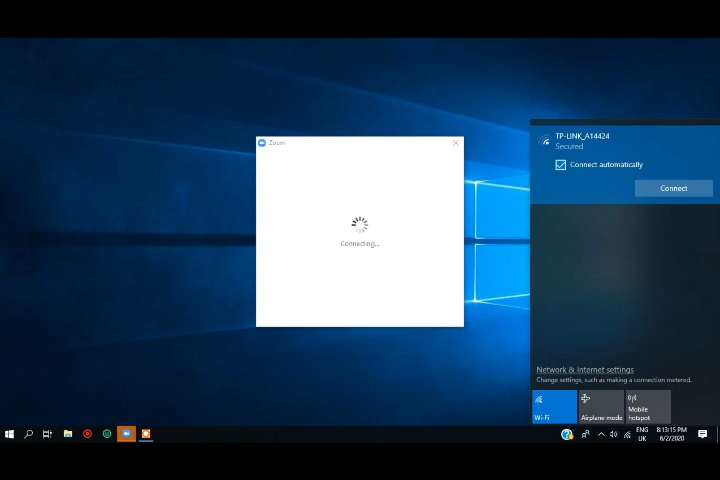 Zoom
Connecting...
TP-LINK_A14424
Secured
Connect automatically
Connect
Network & Internet settings
Change settings, such as making a connection metered.
Wi-Fi
Airplane mode
Mobile
hotspot
ENG
UK
8:13:15 PM
6/2/2020